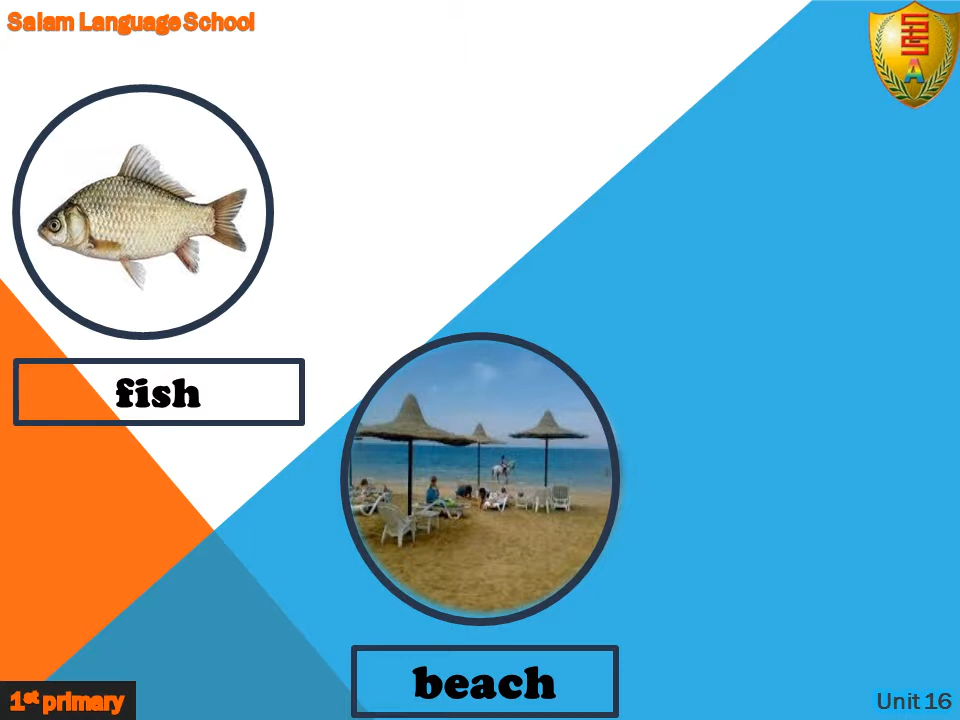 Salam Language School
fish
beach
1st primary
Unit 16